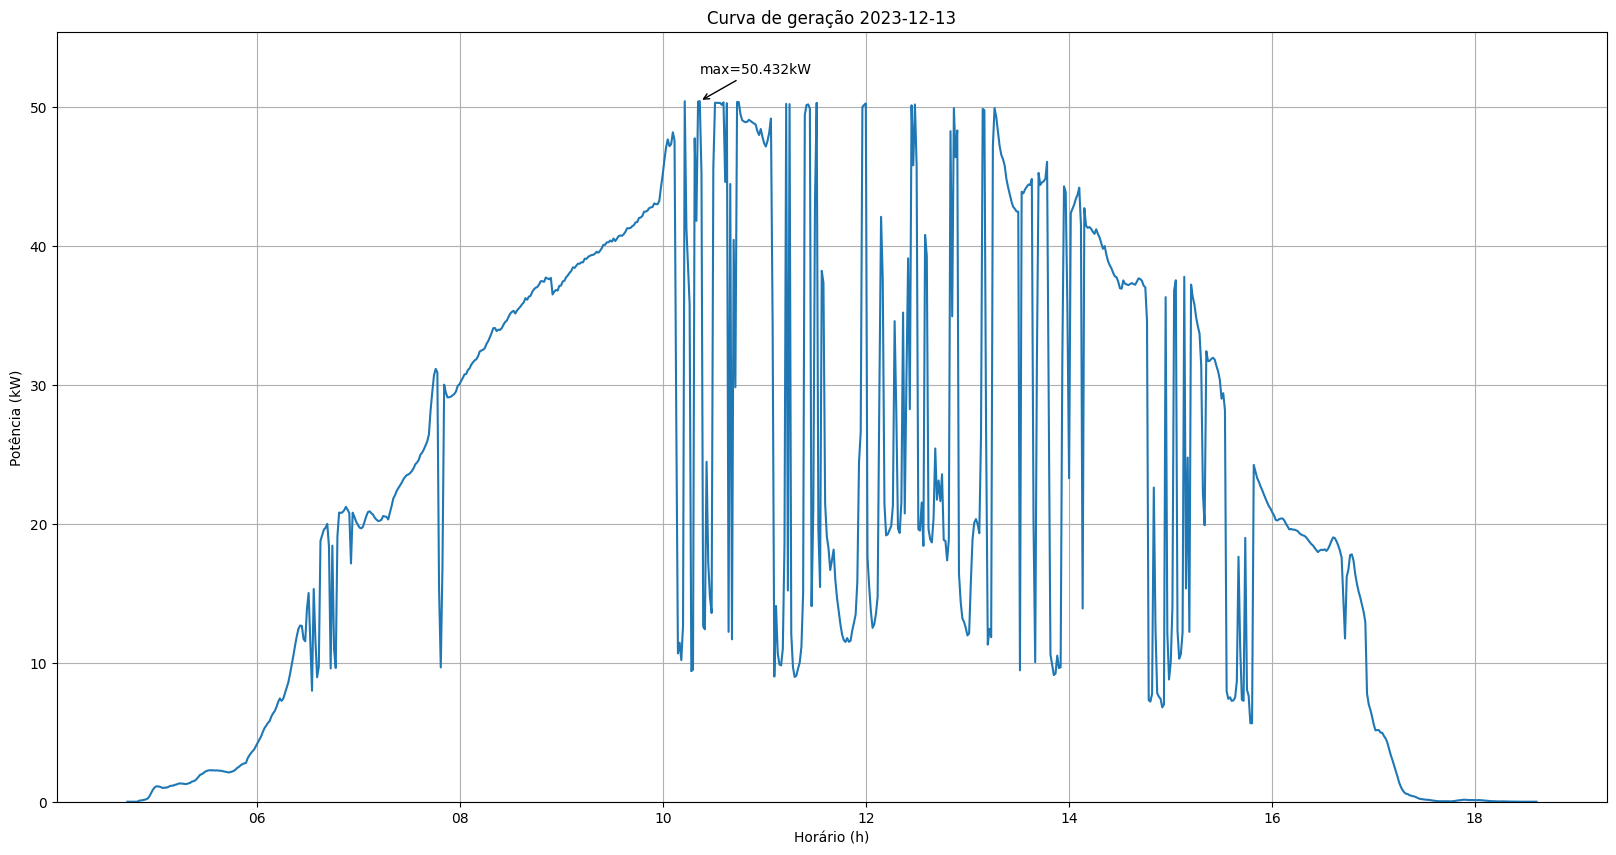 Curva de geração 2023-12-13
max=50.432kW
50
40
30
20
10
0
Potência (kW)
06 08 10 12 14 16 18
Horário (h)